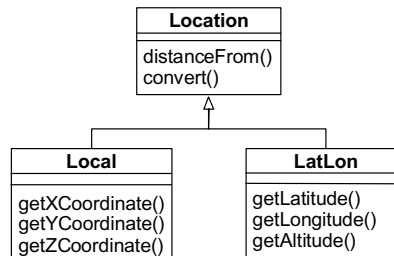 Location
distanceFrom()
convert()
Local
getXCoordinate()
getYCoordinate()
getZCoordinate()
LatLon
getLatitude()
getLongitude()
getAltitude()